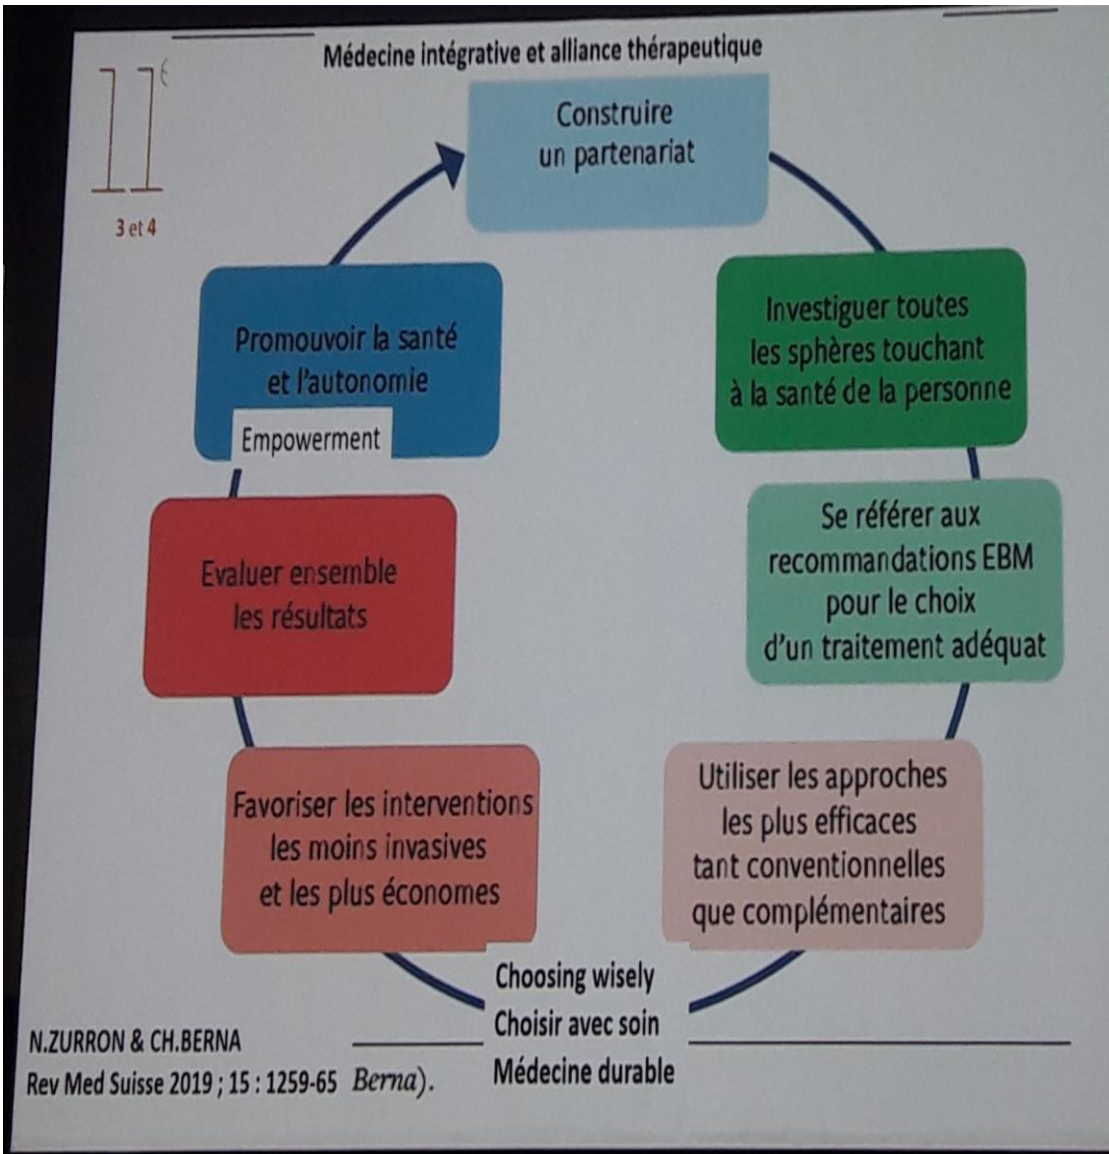 Médecine intégrative et alliance thérapeutique
3 et 4
Construire
un partenariat
Investiguer toutes
les sphères touchant
à la santé de la personne
Se référer aux
recommandations EBM
pour le choix
d'un traitement adéquat
Utiliser les approches
les plus efficaces
tant conventionnelles
que complémentaires
Choosing wisely
Choisir avec soin
Médecine durable
Favoriser les interventions
les moins invasives
et les plus économes
Evaluer ensemble
les résultats
Promouvoir la santé
et l'autonomie
Empowerment
N.ZURRON & CH.BERNA
Rev Med Suisse 2019 ; 15 : 1259-65 Berna).